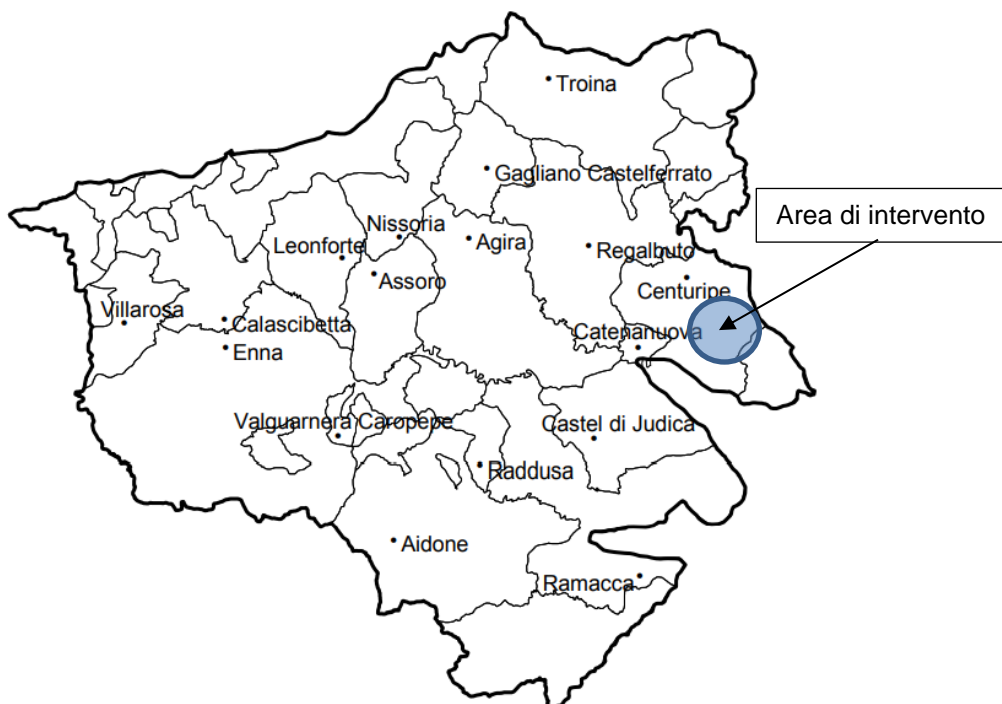 Troina
Gagliano Castelferrato
Area di intervento
Nissoria
Agira
Leonforte
Regalbuto
Assoro
Centuripe
Villarosa
Calascibetta
Catenanuova
Enna
Valguarnera Caropepe
Castel di Judica
Raddusa
Aidone
Ramacca